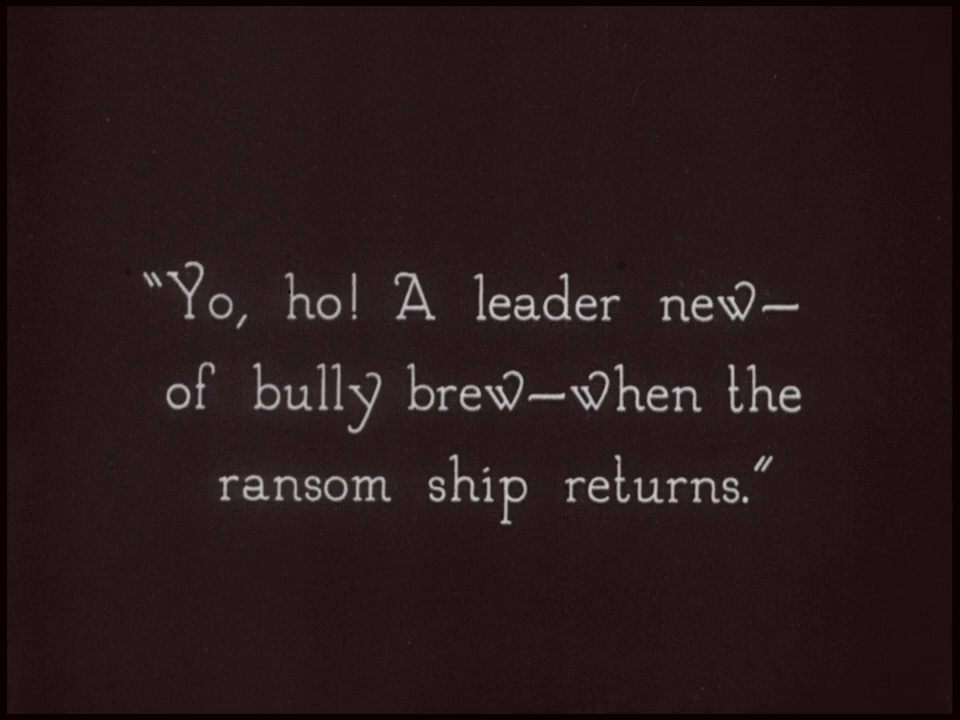 "Yo, ho! A leader new—
of bully brew—when the
ransom ship returns."